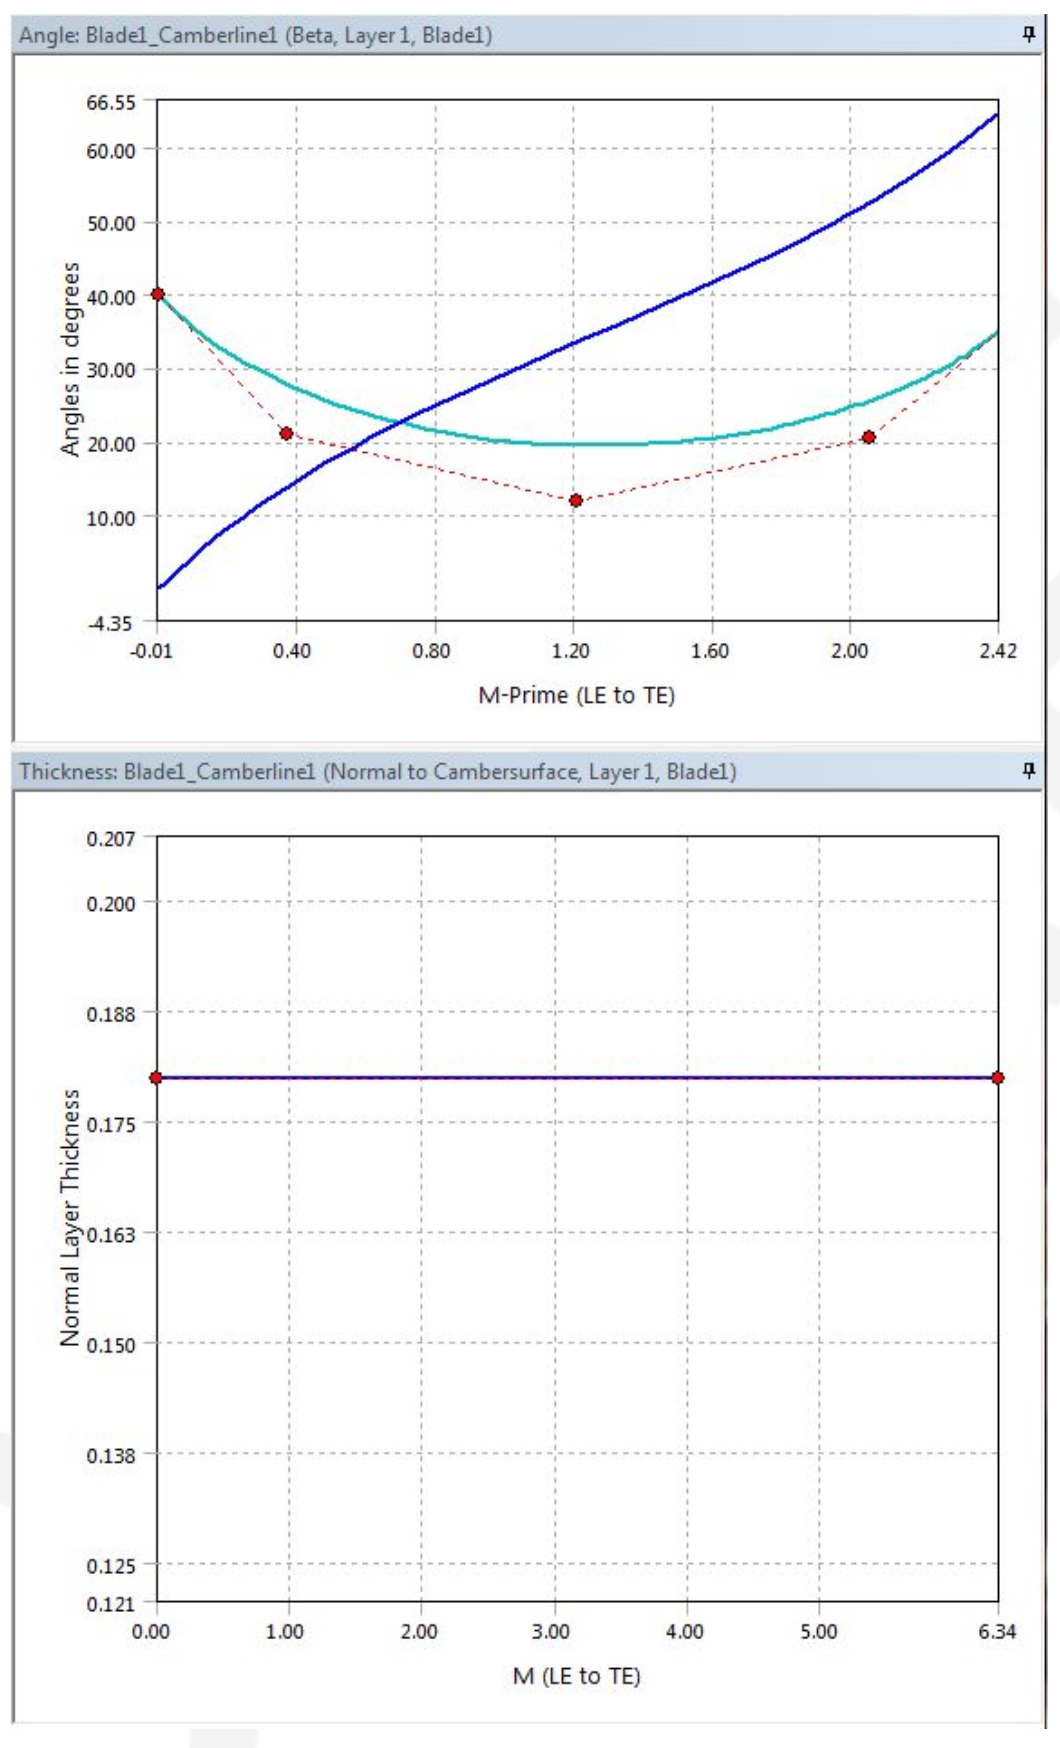 Angle: Blade1_Camberline1 (Beta, Layer 1, Blade1)
66.55
60.00
50.00
40.00
30.00
20.00
10.00
-4.35
Angles in degrees
-0.01 0.40 0.80 1.20 1.60 2.00 2.42
M-Prime (LE to TE)
Thickness: Blade1_Camberline1 (Normal to Cambersurface, Layer 1, Blade1)
0.207
0.200
0.188
0.175
0.163
0.150
0.138
0.125
0.121
Normal Layer Thickness
0.00 1.00 2.00 3.00 4.00 5.00 6.34
M (LE to TE)